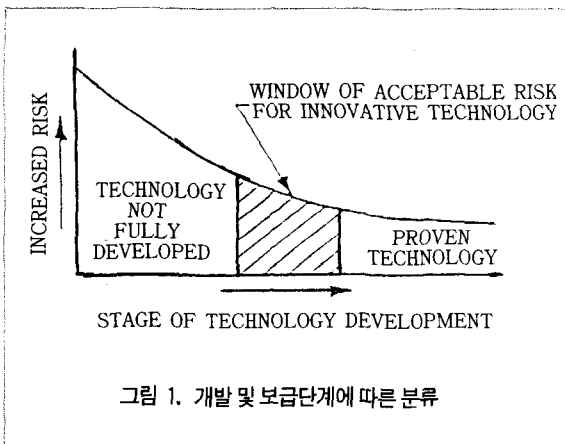 WINDOW OF ACCEPTABLE RISK
FOR INNOVATIVE TECHNOLOGY
INCREASED RISK
TECHNOLOGY
NOT
FULLY
DEVELOPED
PROVEN
TECHNOLOGY
STAGE OF TECHNOLOGY DEVELOPMENT
그림 1. 개발 및 보급단계에 따른 분류